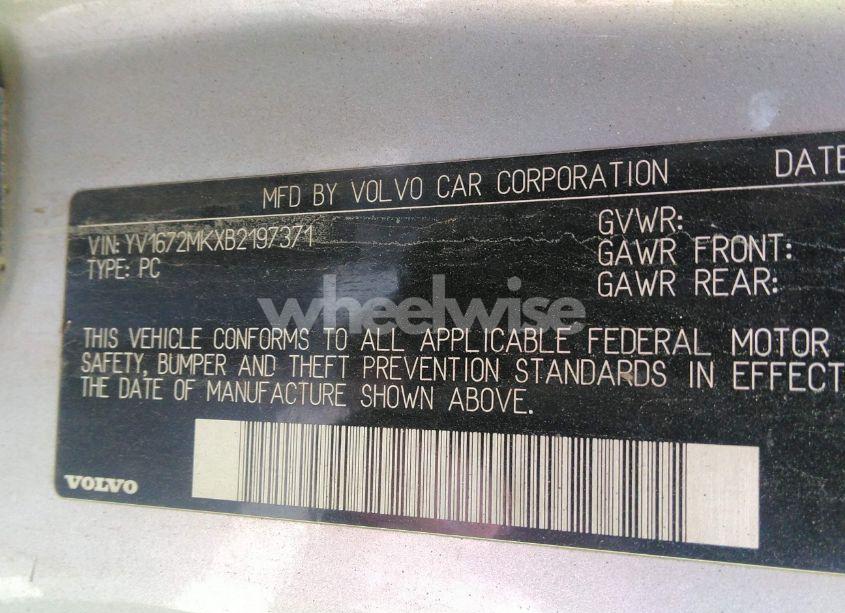 MFD BY VOLVO CAR CORPORATION DATE
VIN: YV1672MKXB2197371 GVWR:
TYPE: PC GAWR FRONT:
GAWR REAR:
wheelwise
THIS VEHICLE CONFORMS TO ALL APPLICABLE FEDERAL MOTOR
SAFETY, BUMPER AND THEFT PREVENTION STANDARDS IN EFFECT
THE DATE OF MANUFACTURE SHOWN ABOVE.
VOLVO